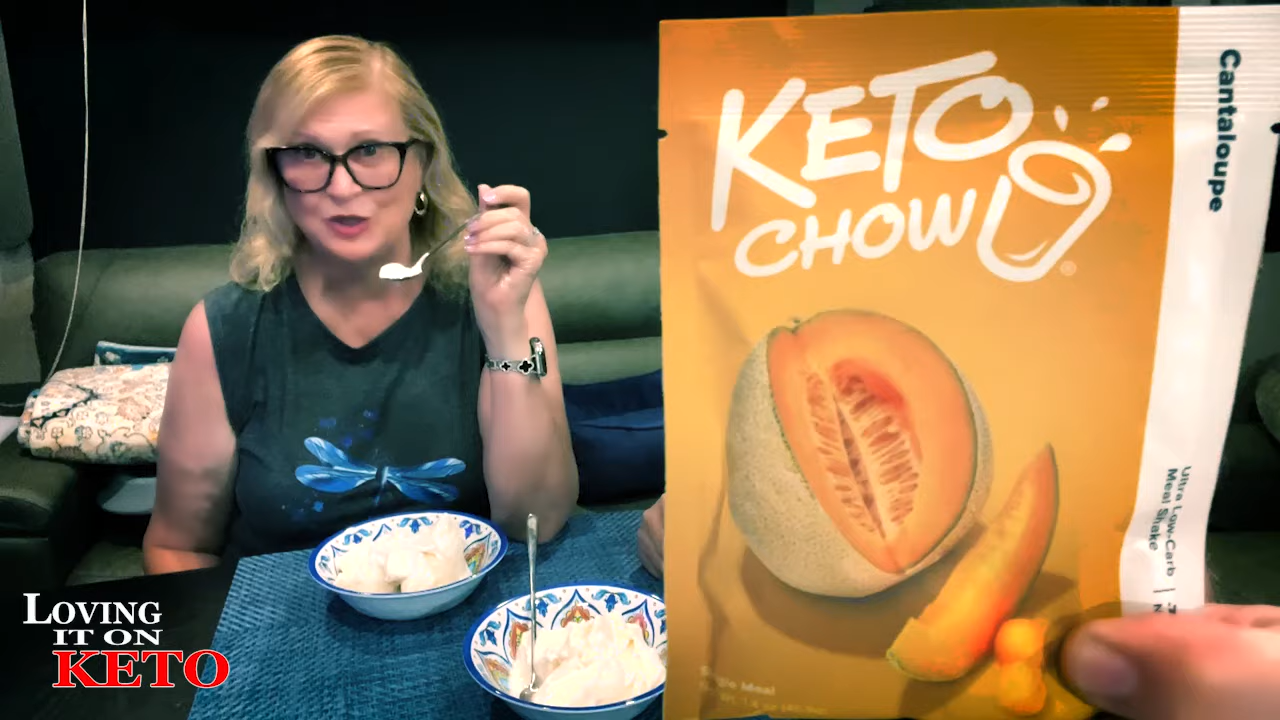 KETO
CHOW
®
Cantaloupe
Ultra Low-Carb
Meal Shake
LOVING
IT ON
KETO